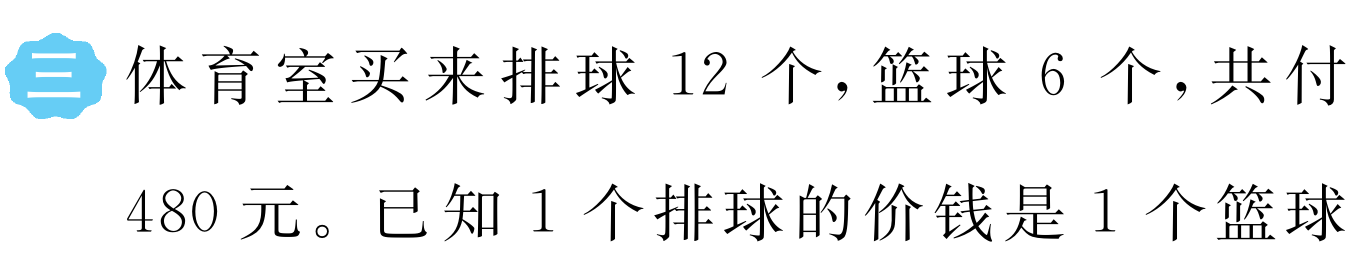 三 体育室买来排球 12 个,篮球 6 个,共付
480 元。已知 1 个排球的价钱是 1 个篮球